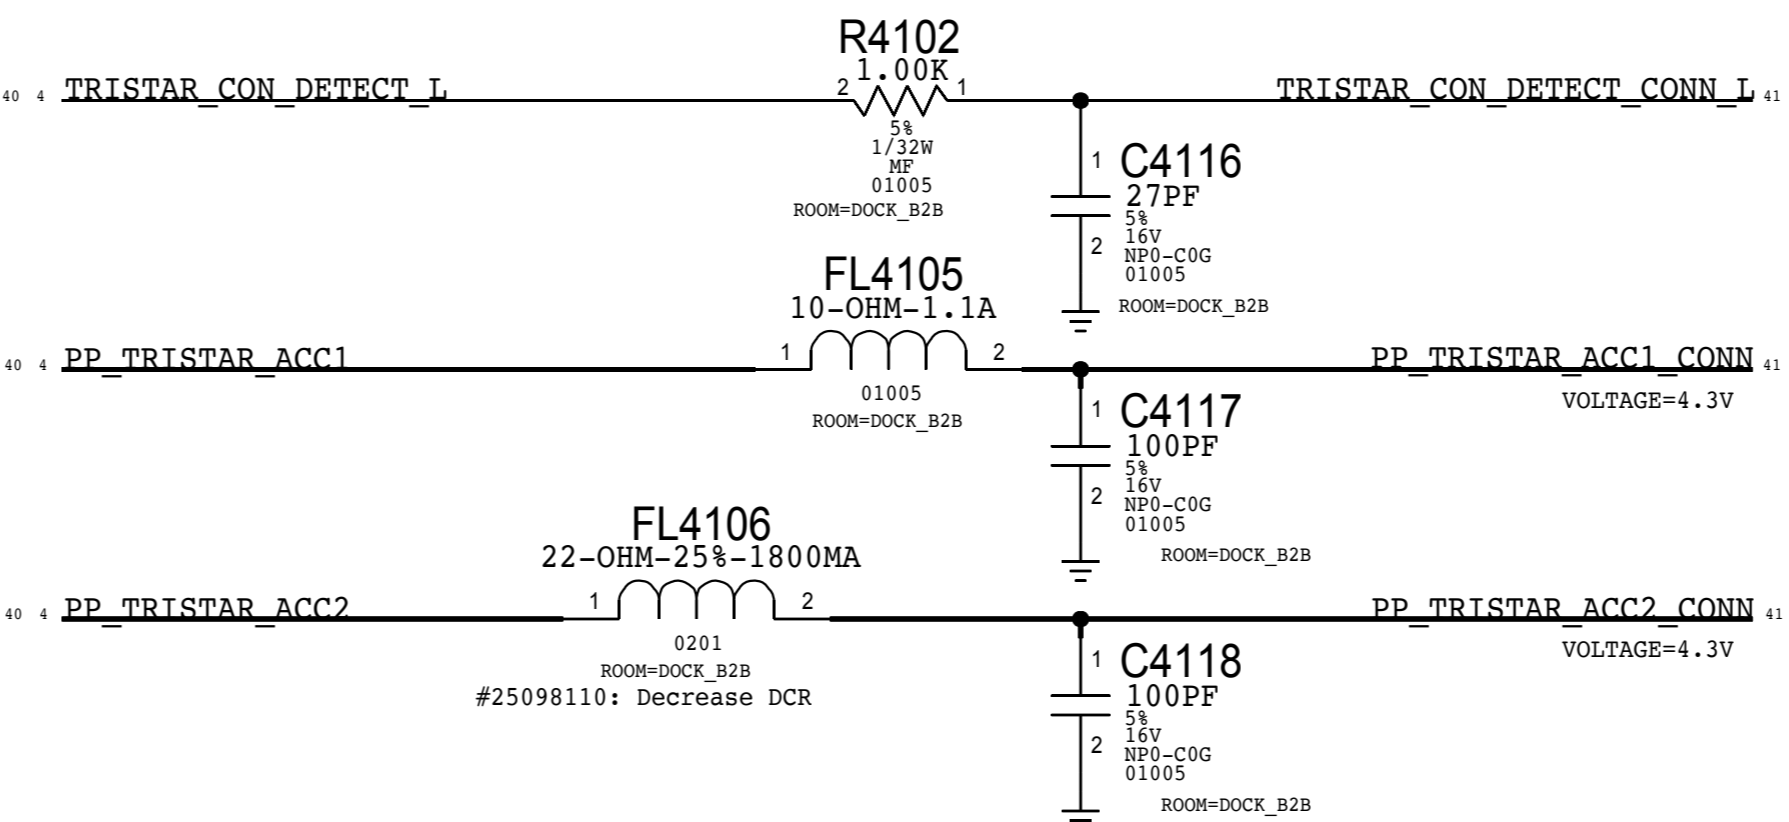 R4102
1.00K
40 4 TRISTAR_CON_DETECT_L 2 1 TRISTAR_CON_DETECT_CONN_L 41
5%
1/32W
MF
01005
ROOM=DOCK_B2B
1 C4116
27PF
5%
16V
2 NP0-C0G
01005
ROOM=DOCK_B2B
FL4105
10-OHM-1.1A
40 4 PP_TRISTAR_ACC1 1 2 PP_TRISTAR_ACC1_CONN 41
VOLTAGE=4.3V
01005
ROOM=DOCK_B2B
1 C4117
100PF
5%
16V
2 NP0-C0G
01005
ROOM=DOCK_B2B
FL4106
22-OHM-25%-1800MA
40 4 PP_TRISTAR_ACC2 1 2 PP_TRISTAR_ACC2_CONN 41
VOLTAGE=4.3V
0201
ROOM=DOCK_B2B
#25098110: Decrease DCR
1 C4118
100PF
5%
16V
2 NP0-C0G
01005
ROOM=DOCK_B2B